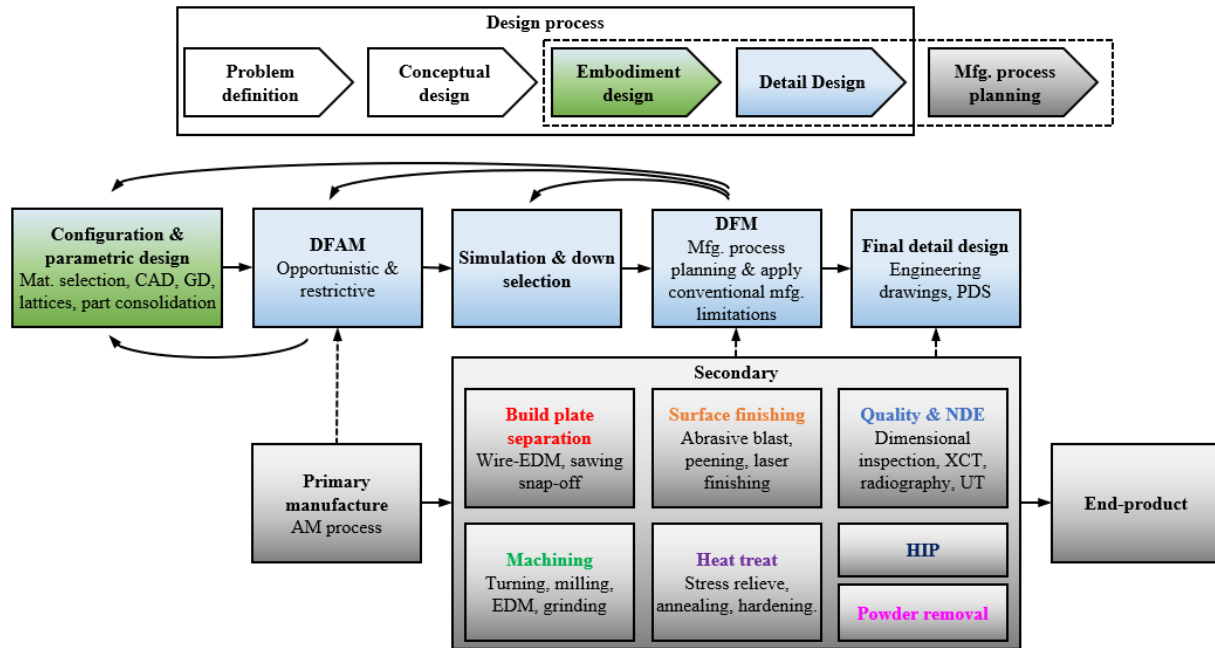 Design process
Problem
definition
Conceptual
design
Embodiment
design
Detail Design
Mfg. process
planning
Configuration &
parametric design
Mat. selection, CAD, GD,
lattices, part consolidation
DFAM
Opportunistic &
restrictive
Simulation & down
selection
DFM
Mfg. process
planning & apply
conventional mfg.
limitations
Final detail design
Engineering
drawings, PDS
Secondary
Primary
manufacture
AM process
Build plate
separation
Wire-EDM, sawing
snap-off
Surface finishing
Abrasive blast,
peening, laser
finishing
Quality & NDE
Dimensional
inspection, XCT,
radiography, UT
Machining
Turning, milling,
EDM, grinding
Heat treat
Stress relieve,
annealing, hardening.
HIP
Powder removal
End-product